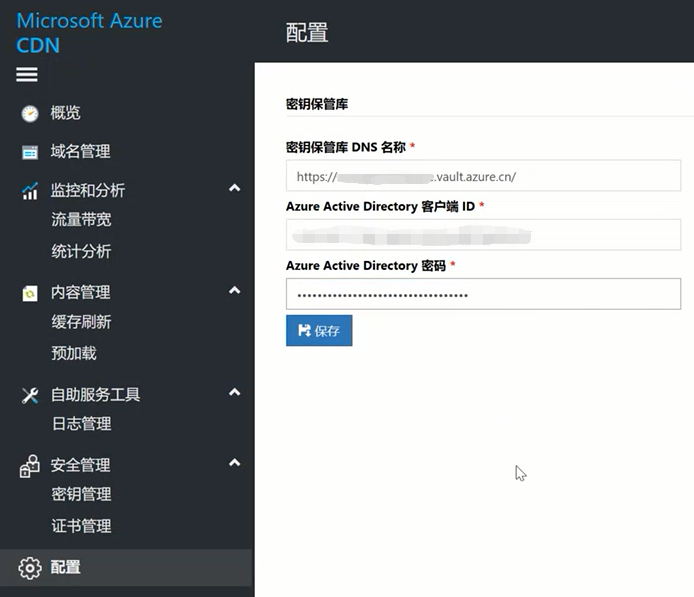 Microsoft Azure
CDN
概览
域名管理
监控和分析
流量带宽
统计分析
内容管理
缓存刷新
预加载
自助服务工具
日志管理
安全管理
密钥管理
证书管理
配置
配置
密钥保管库
密钥保管库 DNS 名称 *
https:// .vault.azure.cn/
Azure Active Directory 客户端 ID *
Azure Active Directory 密码 *
保存